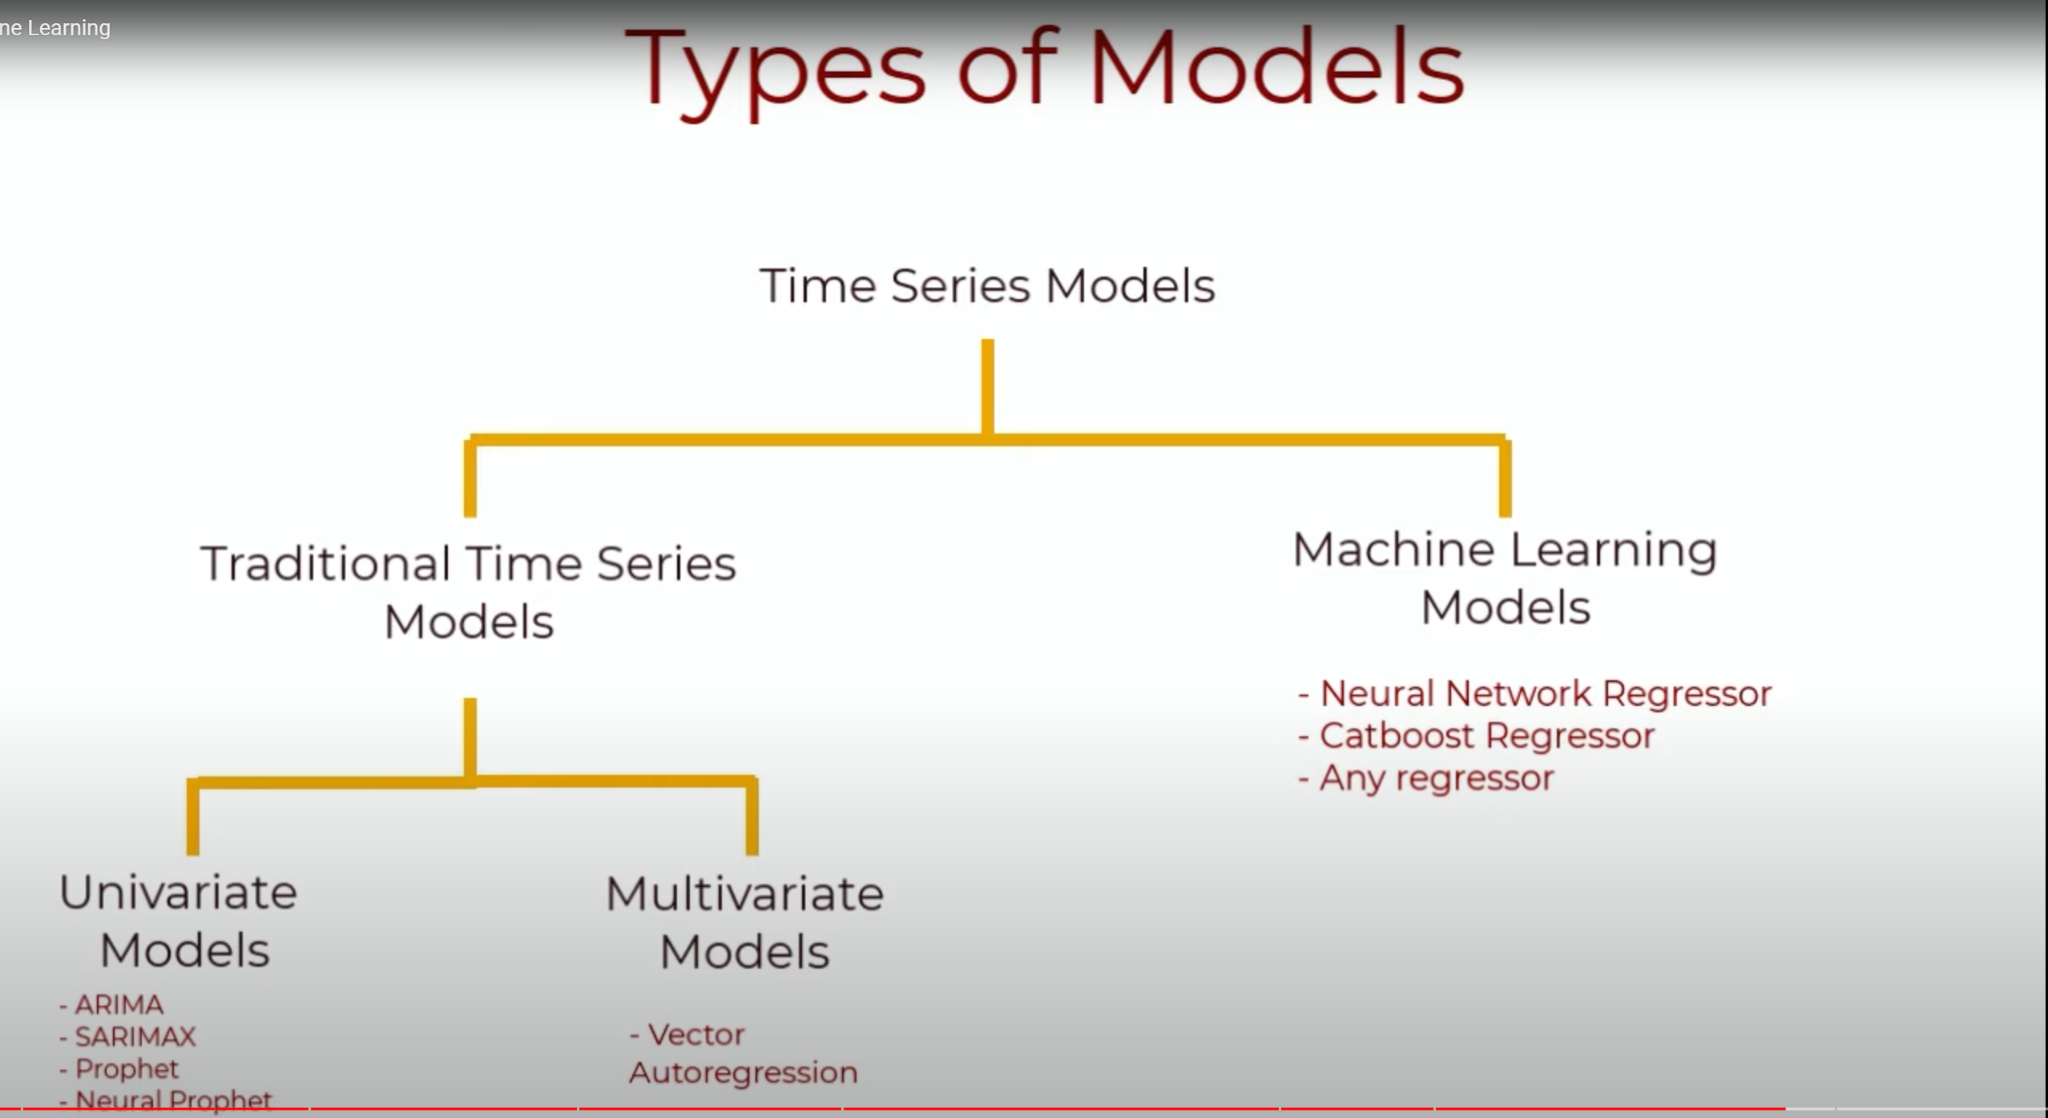 ne Learning
Types of Models
Time Series Models
Traditional Time Series
Models
Machine Learning
Models
- Neural Network Regressor
- Catboost Regressor
- Any regressor
Univariate
Models
- ARIMA
- SARIMAX
- Prophet
- Neural Prophet
Multivariate
Models
- Vector
Autoregression